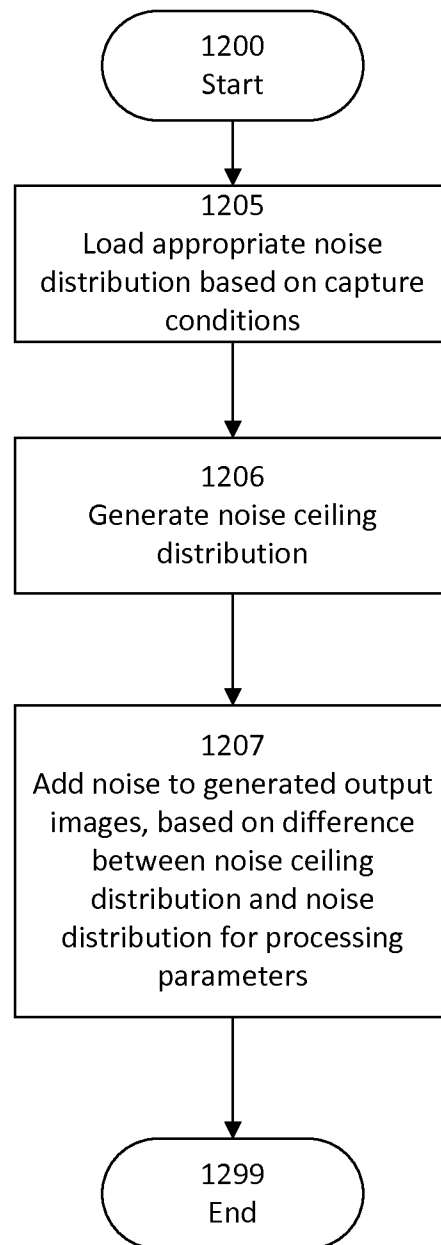 1200
Start
1205
Load appropriate noise
distribution based on capture
conditions
1206
Generate noise ceiling
distribution
1207
Add noise to generated output
images, based on difference
between noise ceiling
distribution and noise
distribution for processing
parameters
1299
End